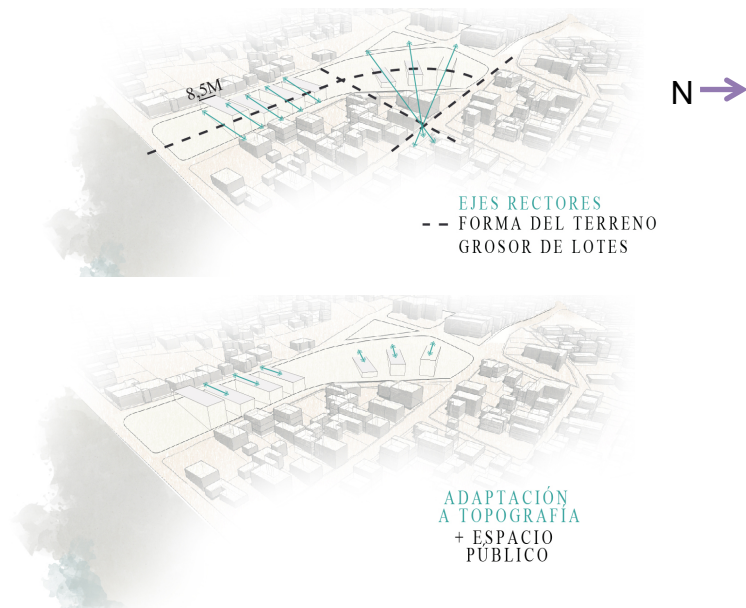 8,5M
N
EJES RECTORES
FORMA DEL TERRENO
GROSOR DE LOTES
ADAPTACIÓN
A TOPOGRAFÍA
+ ESPACIO
PÚBLICO